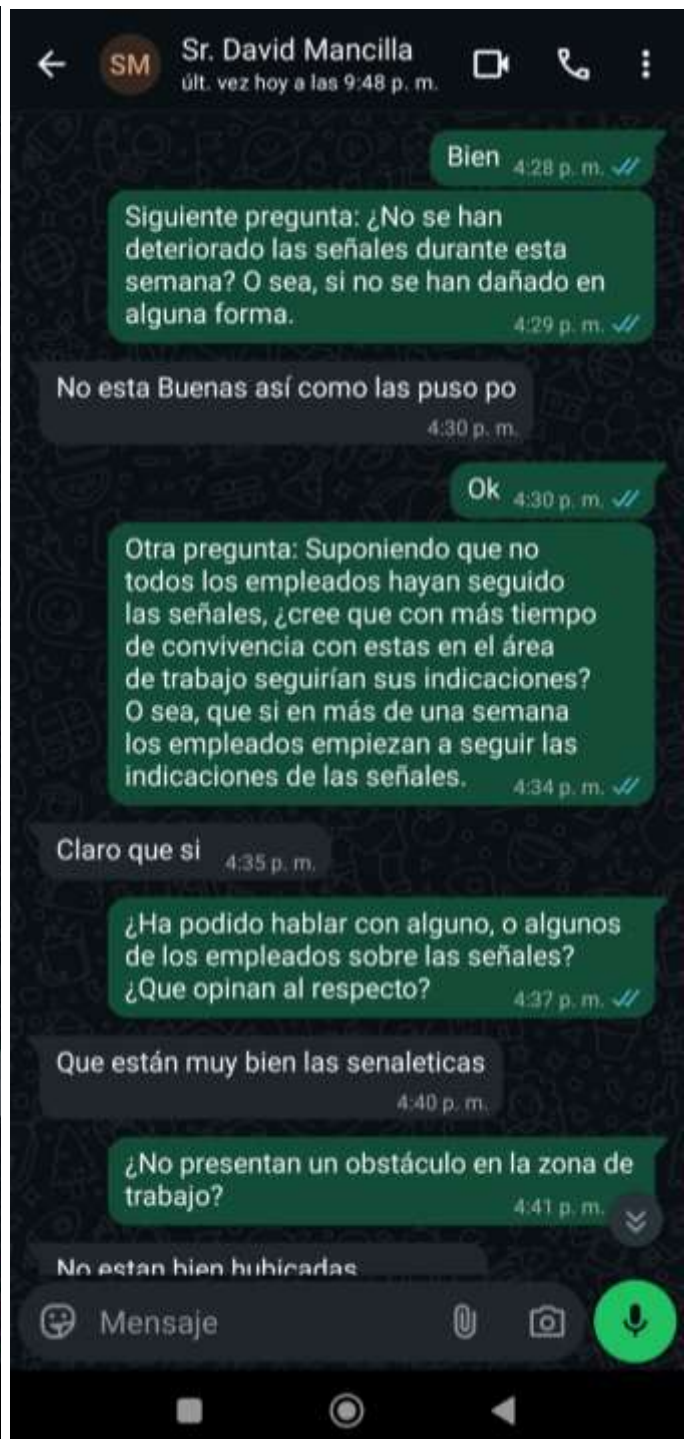 SM
Sr. David Mancilla
últ. vez hoy a las 9:48 p. m.
Bien 4:28 p. m.
Siguiente pregunta: ¿No se han
deteriorado las señales durante esta
semana? O sea, si no se han dañado en
alguna forma.
4:29 p. m.
No esta Buenas así como las puso po
4:30 p. m.
Ok 4:30 p. m.
Otra pregunta: Suponiendo que no
todos los empleados hayan seguido
las señales, ¿cree que con más tiempo
de convivencia con estas en el área
de trabajo seguirían sus indicaciones?
O sea, que si en más de una semana
los empleados empiezan a seguir las
indicaciones de las señales.
4:34 p. m.
Claro que si 4:35 p. m.
¿Ha podido hablar con alguno, o algunos
de los empleados sobre las señales?
¿Que opinan al respecto?
4:37 p. m.
Que están muy bien las senaleticas
4:40 p. m.
¿No presentan un obstáculo en la zona de
trabajo?
4:41 p. m.
No estan bien hubicadas
Mensaje